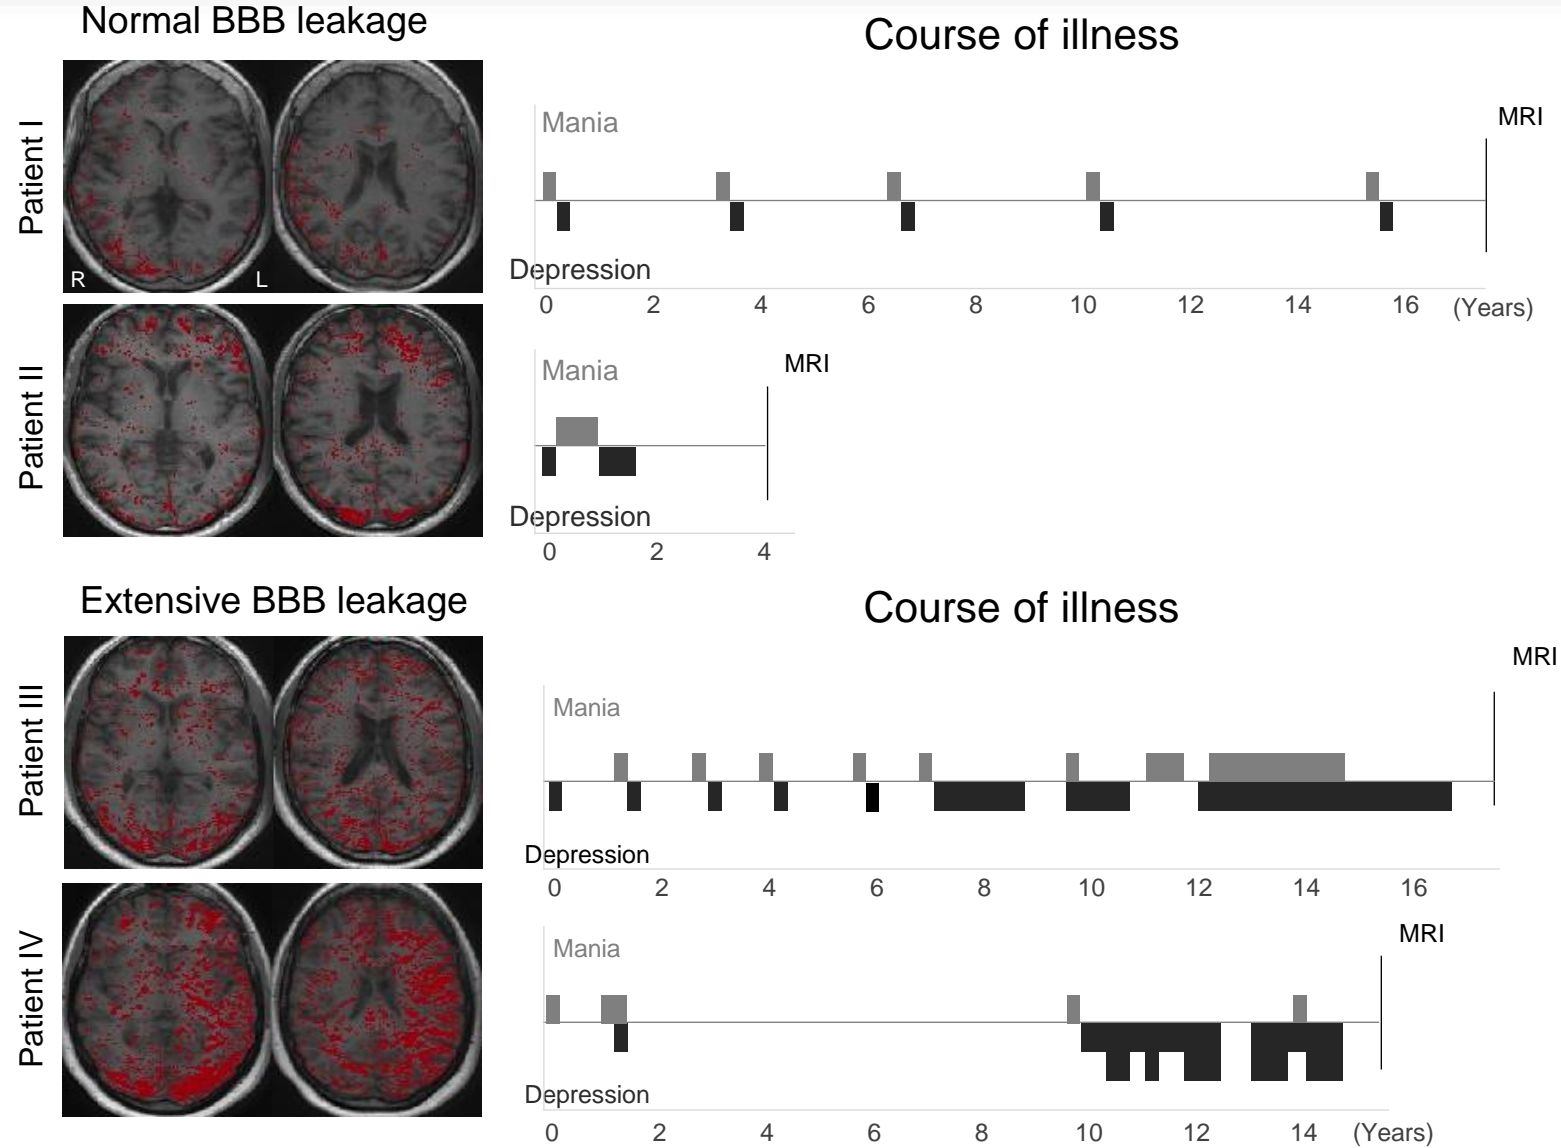 Normal BBB leakage
Course of illness
Patient I
R L
Mania
MRI
Depression
0 2 4 6 8 10 12 14 16 (Years)
Patient II
Mania
MRI
Depression
0 2 4
Extensive BBB leakage
Course of illness
Patient III
Mania
MRI
Depression
0 2 4 6 8 10 12 14 16
Patient IV
Mania
MRI
Depression
0 2 4 6 8 10 12 14 (Years)